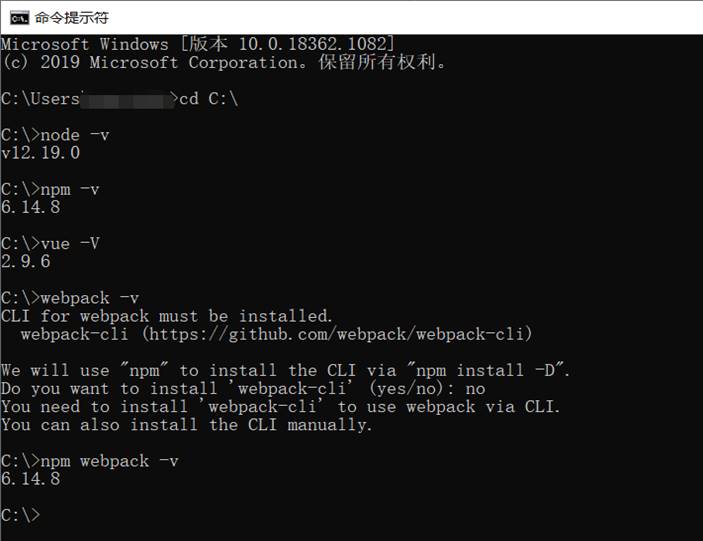 命令提示符
Microsoft Windows [版本 10.0.18362.1082]
(c) 2019 Microsoft Corporation。保留所有权利。
C:\Users >cd C:\
C:\>node -v
v12.19.0
C:\>npm -v
6.14.8
C:\>vue -V
2.9.6
C:\>webpack -v
CLI for webpack must be installed.
webpack-cli (https://github.com/webpack/webpack-cli)
We will use "npm" to install the CLI via "npm install -D".
Do you want to install 'webpack-cli' (yes/no): no
You need to install 'webpack-cli' to use webpack via CLI.
You can also install the CLI manually.
C:\>npm webpack -v
6.14.8
C:\>